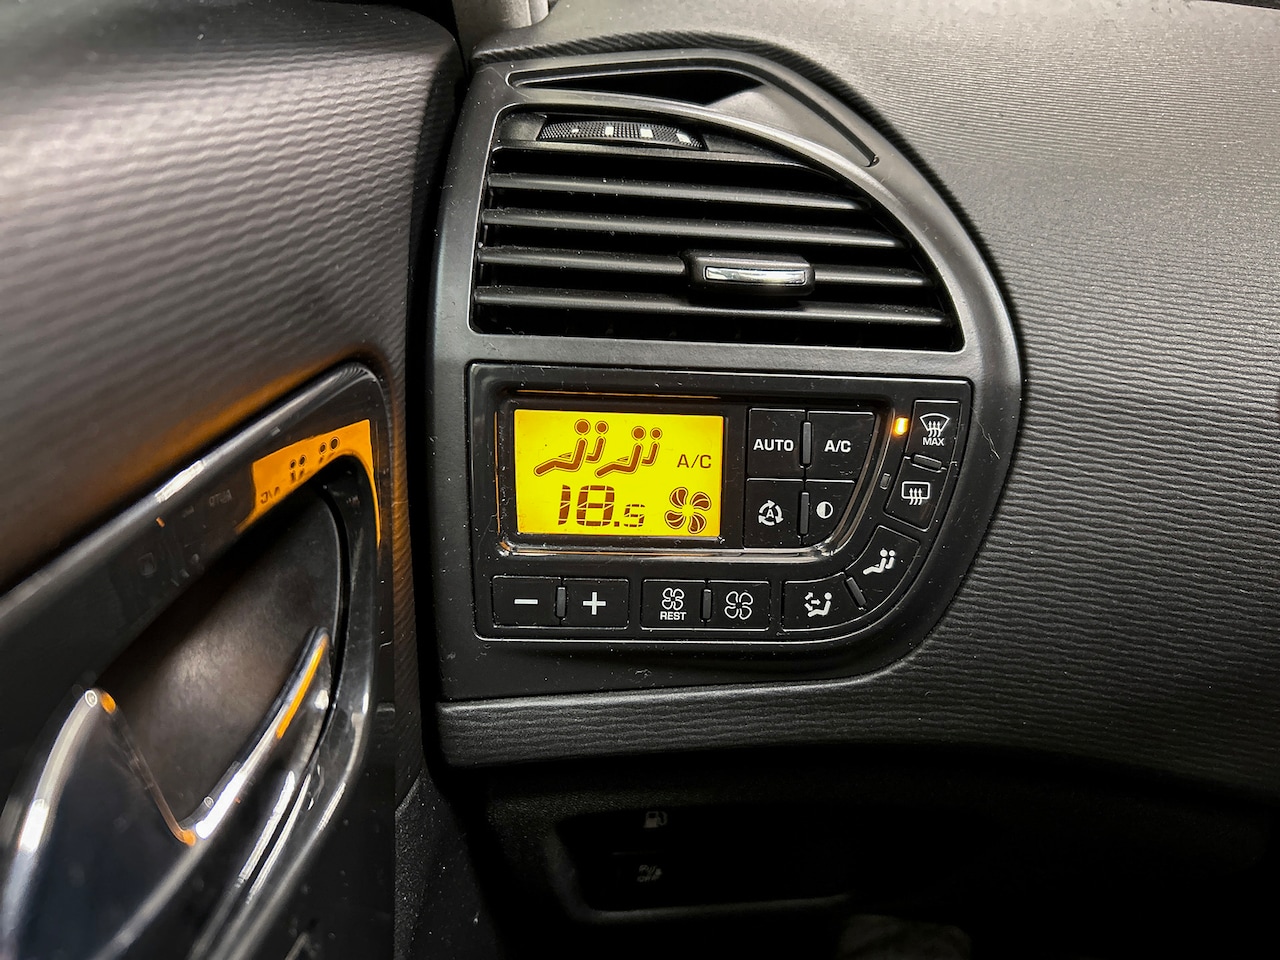 A/C
18.5
AUTO
A/C
MAX
A
- +
REST